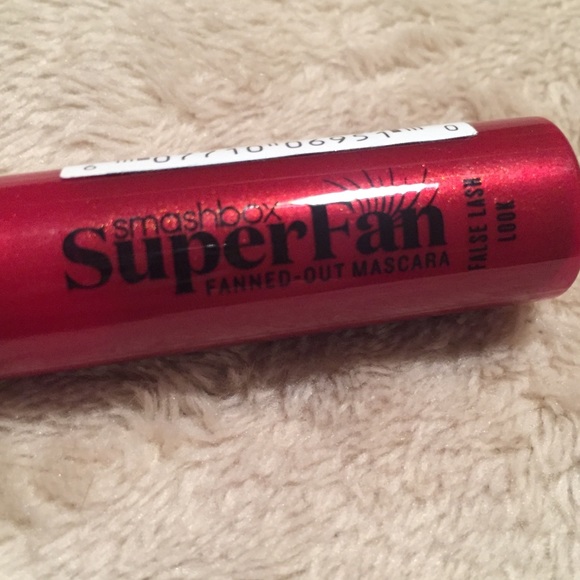 smashbox
SuperFan
FANNED-OUT MASCARA
FALSE LASH
LOOK